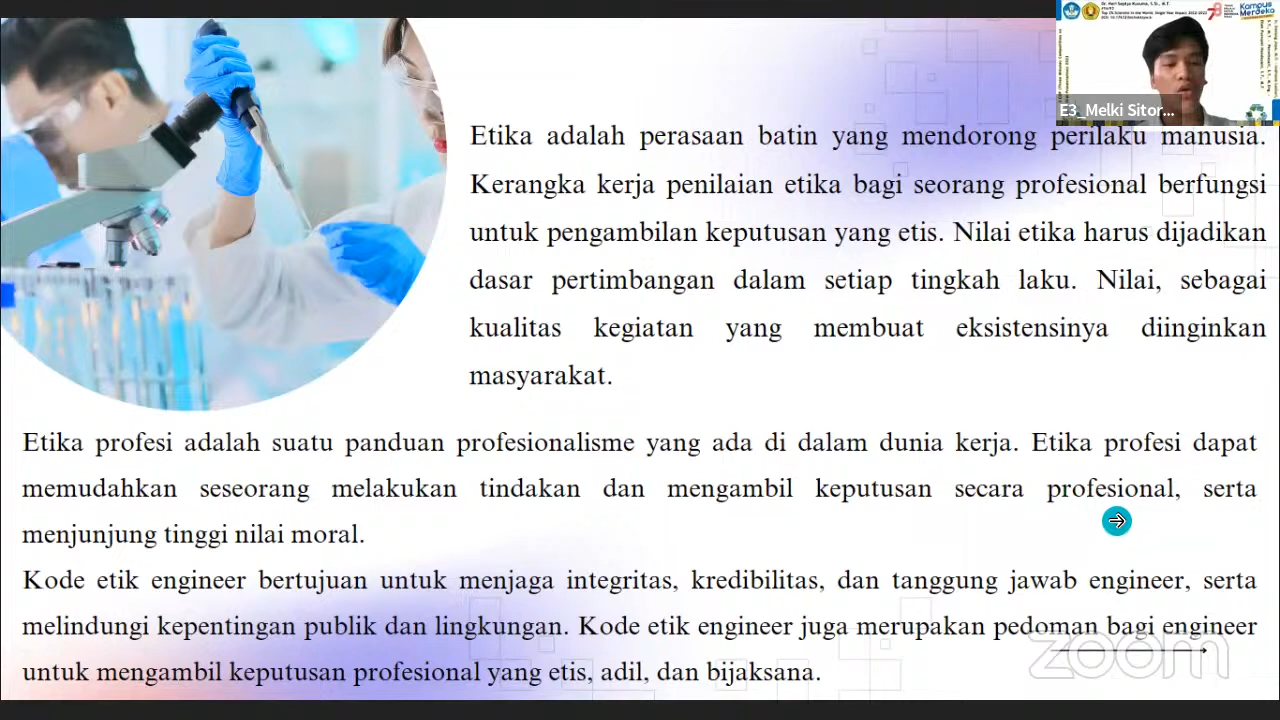 Dr. Heri Septya Kusuma, S.Si., M.T.
Kampus
Merdeka
E3_Melki Sitor...
Etika adalah perasaan batin yang mendorong perilaku manusia.
Kerangka kerja penilaian etika bagi seorang profesional berfungsi
untuk pengambilan keputusan yang etis. Nilai etika harus dijadikan
dasar pertimbangan dalam setiap tingkah laku. Nilai, sebagai
kualitas kegiatan yang membuat eksistensinya diinginkan
masyarakat.
Etika profesi adalah suatu panduan profesionalisme yang ada di dalam dunia kerja. Etika profesi dapat
memudahkan seseorang melakukan tindakan dan mengambil keputusan secara profesional, serta
menjunjung tinggi nilai moral.
Kode etik engineer bertujuan untuk menjaga integritas, kredibilitas, dan tanggung jawab engineer, serta
melindungi kepentingan publik dan lingkungan. Kode etik engineer juga merupakan pedoman bagi engineer
untuk mengambil keputusan profesional yang etis, adil, dan bijaksana.
zoom